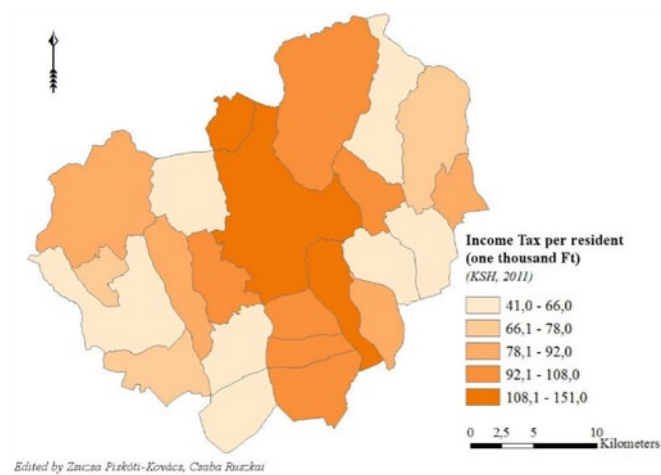 Income Tax per resident
(one thousand Ft)
(KSH, 2011)
41,0 - 66,0
66,1 - 78,0
78,1 - 92,0
92,1 - 108,0
108,1 - 151,0
0 2,5 5 10
Kilometers
Edited by Zsuzsa Piskóti-Kovács, Csaba Ruszkai